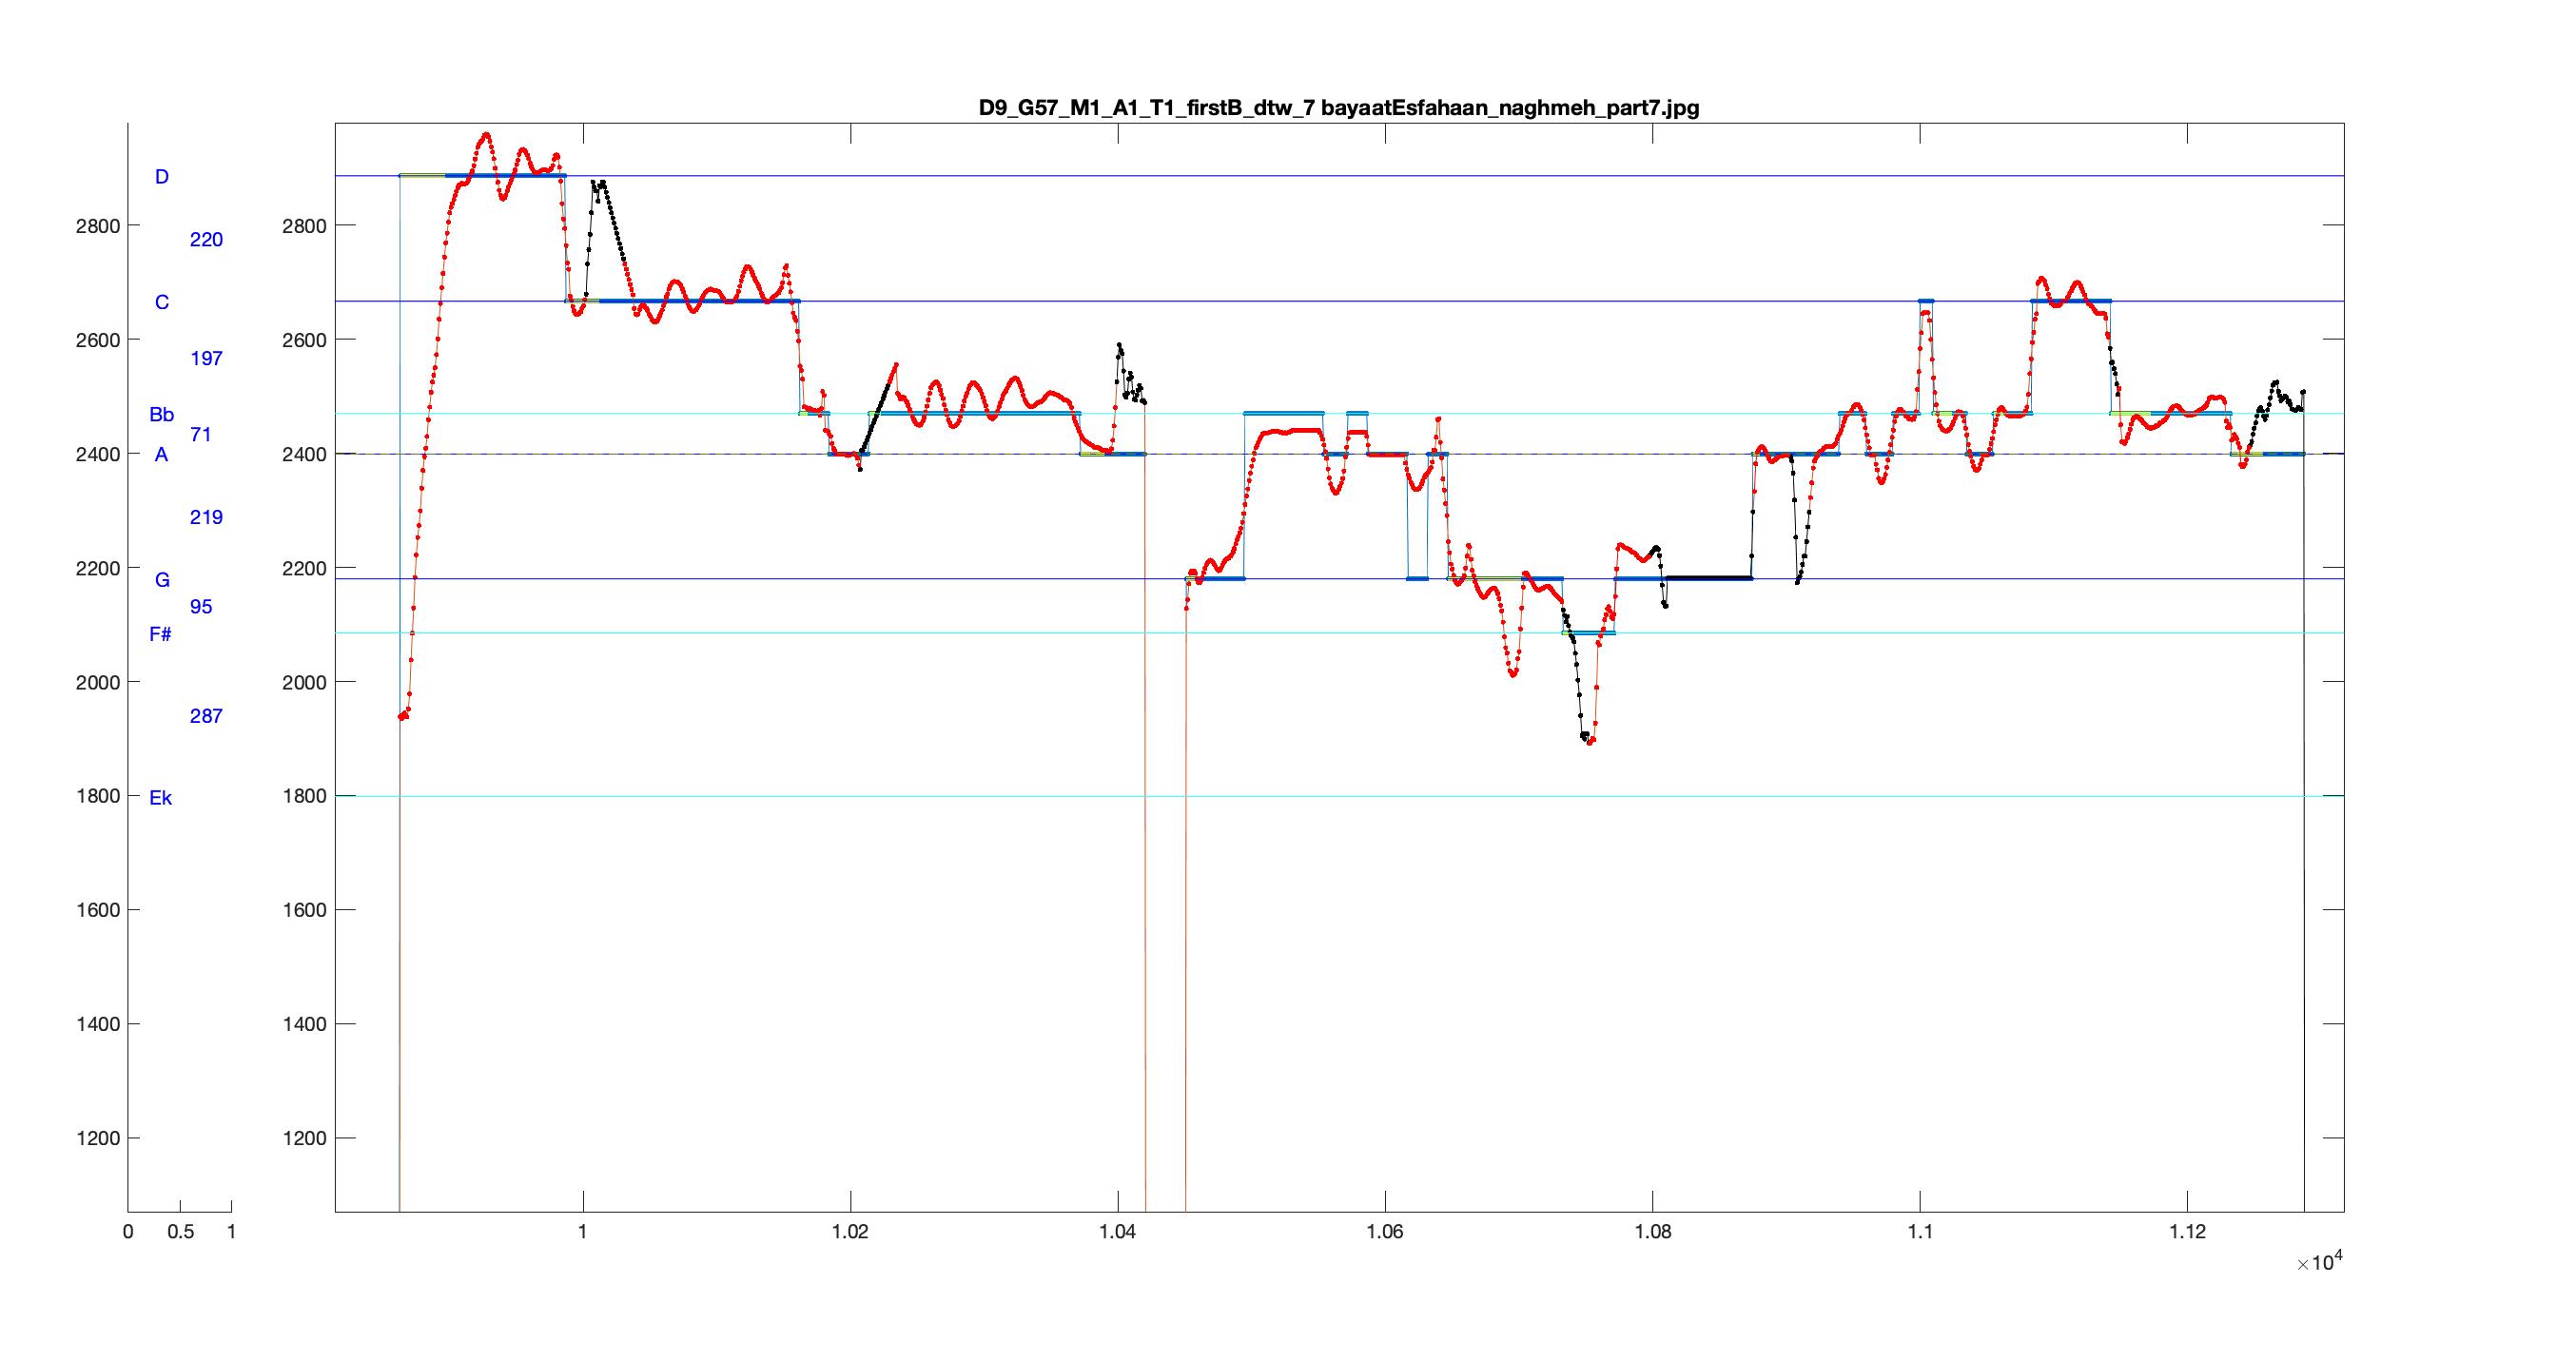 D9_G57_M1_A1_T1_firstB_dtw_7 bayaatEsfahaan_naghmeh_part7.jpg
D
2800 2800
220
C
2600 2600
197
Bb
71
2400 A 2400
219
2200 2200
G
95
F#
2000 2000
287
1800 Ek 1800
1600 1600
1400 1400
1200 1200
0 0.5 1 1 1.02 1.04 1.06 1.08 1.1 1.12
×10⁴